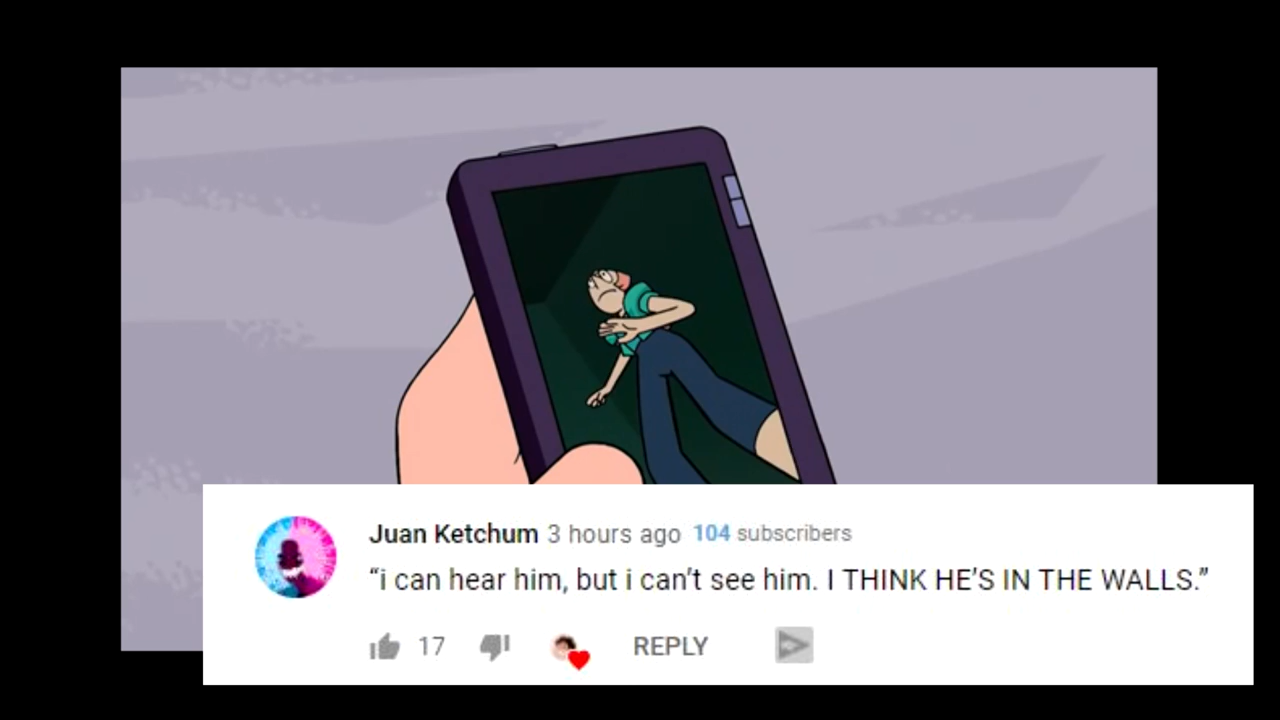 Juan Ketchum 3 hours ago 104 subscribers
“i can hear him, but i can’t see him. I THINK HE’S IN THE WALLS.”
17 REPLY